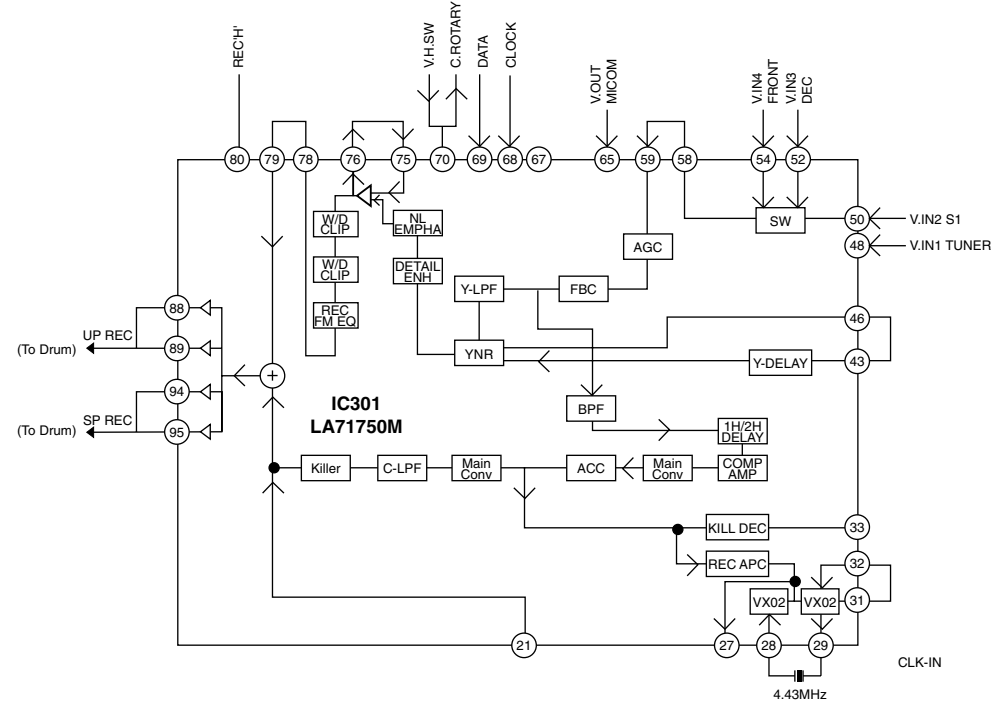 REC'H'
V.H.SW
C.ROTARY
DATA
CLOCK
V.OUT
MICOM
V.IN4
FRONT
V.IN3
DEC
80
79
78
76
75
70
69
68
67
65
59
58
54
52
W/D
CLIP
NL
EMPHA
SW
50
V.IN2 S1
48
V.IN1 TUNER
AGC
W/D
CLIP
DETAIL
ENH
Y-LPF
FBC
REC
FM EQ
88
UP REC
(To Drum)
89
46
YNR
Y-DELAY
43
94
SP REC
(To Drum)
95
+
IC301
LA71750M
BPF
1H/2H
DELAY
Killer
C-LPF
Main
Conv
ACC
Main
Conv
COMP
AMP
KILL DEC
33
REC APC
32
VX02
VX02
31
21
27
28
29
CLK-IN
4.43MHz